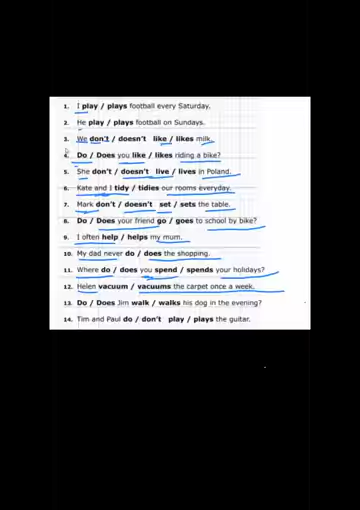 1. I play / plays football every Saturday.
2. He play / plays football on Sundays.
3. We don't / doesn't like / likes milk.
4. Do / Does you like / likes riding a bike?
5. She don't / doesn't live / lives in Poland.
6. Kate and I tidy / tidies our rooms everyday.
7. Mark don't / doesn't set / sets the table.
8. Do / Does your friend go / goes to school by bike?
9. I often help / helps my mum.
10. My dad never do / does the shopping.
11. Where do / does you spend / spends your holidays?
12. Helen vacuum / vacuums the carpet once a week.
13. Do / Does Jim walk / walks his dog in the evening?
14. Tim and Paul do / don't play / plays the guitar.